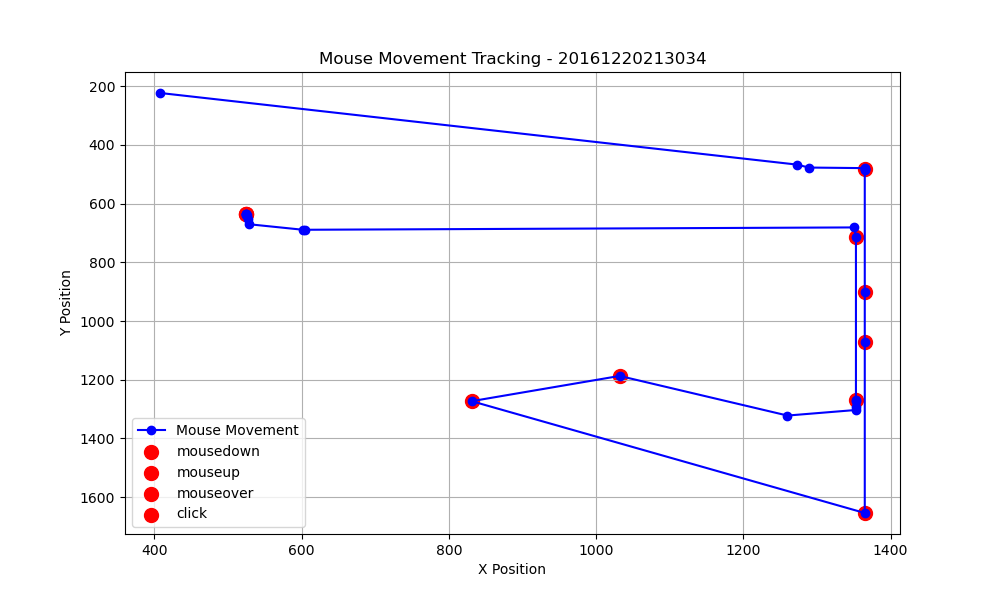 Mouse Movement Tracking - 20161220213034
200
400
600
800
1000
1200
1400
1600
Y Position
Mouse Movement
mousedown
mouseup
mouseover
click
400 600 800 1000 1200 1400
X Position